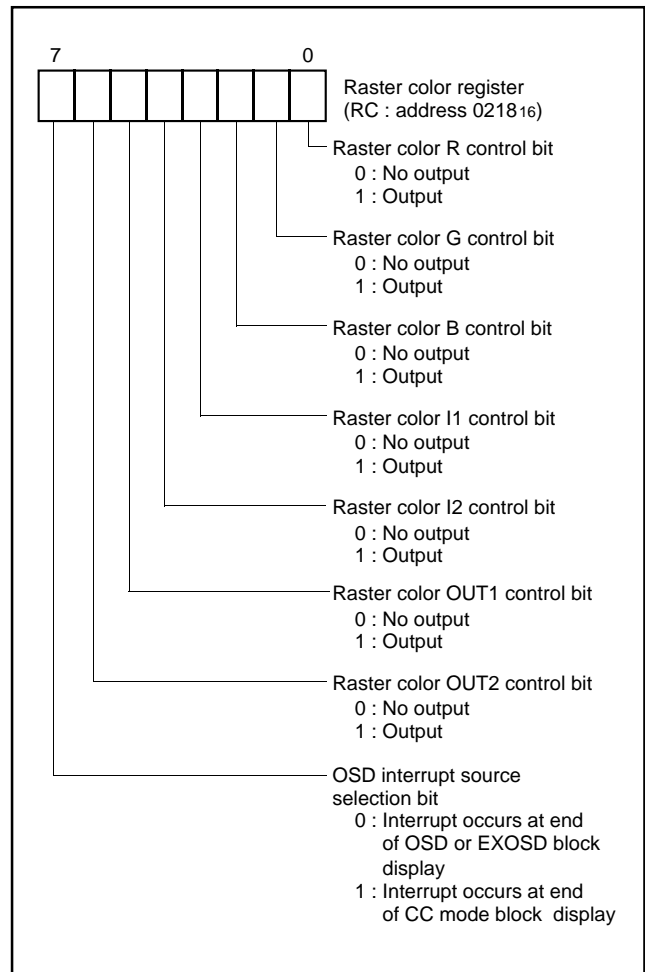 7 0
Raster color register
(RC : address 021816)
Raster color R control bit
0 : No output
1 : Output
Raster color G control bit
0 : No output
1 : Output
Raster color B control bit
0 : No output
1 : Output
Raster color I1 control bit
0 : No output
1 : Output
Raster color I2 control bit
0 : No output
1 : Output
Raster color OUT1 control bit
0 : No output
1 : Output
Raster color OUT2 control bit
0 : No output
1 : Output
OSD interrupt source
selection bit
0 : Interrupt occurs at end
of OSD or EXOSD block
display
1 : Interrupt occurs at end
of CC mode block display